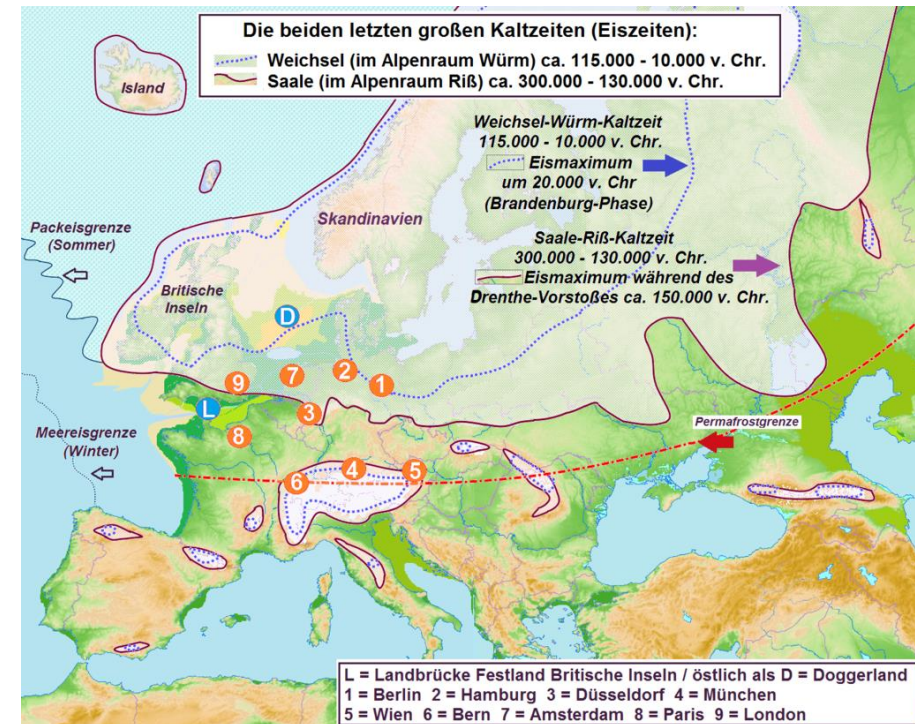 Die beiden letzten großen Kaltzeiten (Eiszeiten):
Weichsel (im Alpenraum Würm) ca. 115.000 - 10.000 v. Chr.
Saale (im Alpenraum Riß) ca. 300.000 - 130.000 v. Chr.
Island
Weichsel-Würm-Kaltzeit
115.000 - 10.000 v. Chr.
Eismaximum
um 20.000 v. Chr
(Brandenburg-Phase)
Skandinavien
Packeisgrenze
(Sommer)
Saale-Riß-Kaltzeit
300.000 - 130.000 v. Chr.
Eismaximum während des
Drenthe-Vorstoßes ca. 150.000 v. Chr.
Britische
Inseln
D
2
7
9
1
L
3
8
Permafrostgrenze
Meereisgrenze
(Winter)
4
5
6
L = Landbrücke Festland Britische Inseln / östlich als D = Doggerland
1 = Berlin 2 = Hamburg 3 = Düsseldorf 4 = München
5 = Wien 6 = Bern 7 = Amsterdam 8 = Paris 9 = London